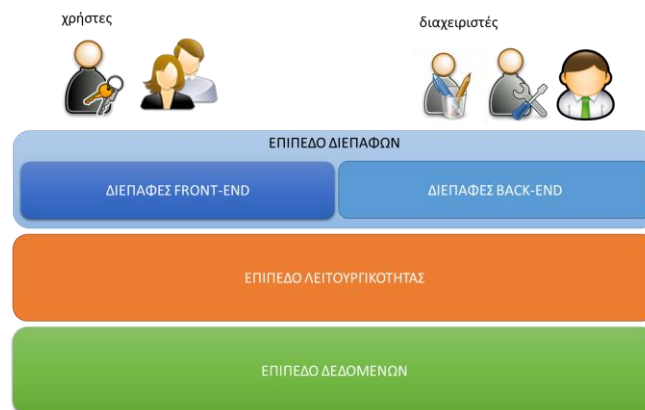 χρήστες
διαχειριστές
ΕΠΙΠΕΔΟ ΔΙΕΠΑΦΩΝ
ΔΙΕΠΑΦΕΣ FRONT-END
ΔΙΕΠΑΦΕΣ BACK-END
ΕΠΙΠΕΔΟ ΛΕΙΤΟΥΡΓΙΚΟΤΗΤΑΣ
ΕΠΙΠΕΔΟ ΔΕΔΟΜΕΝΩΝ